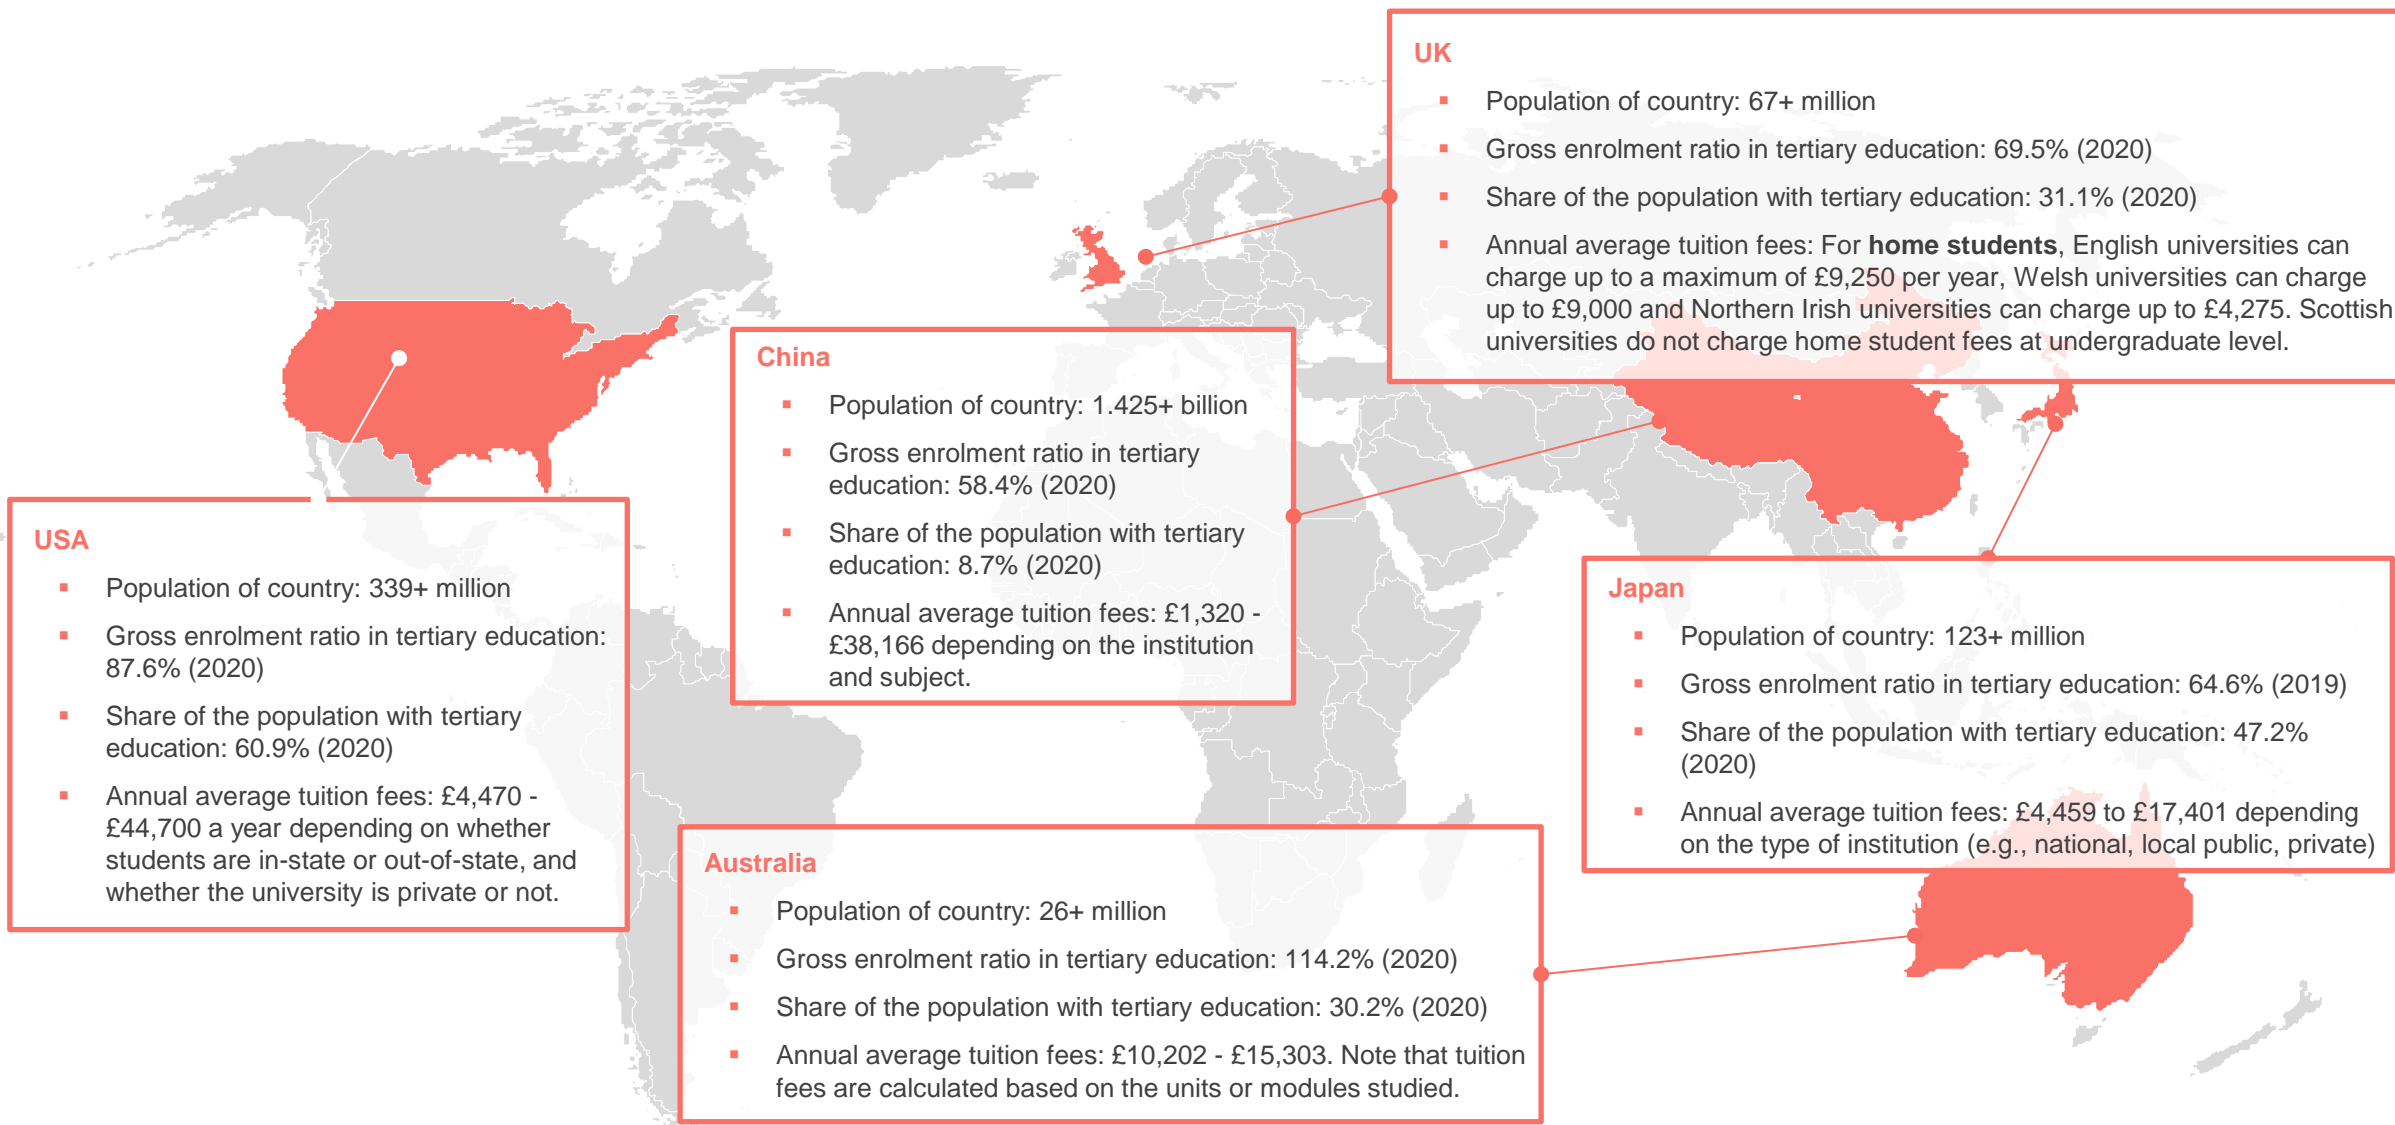 UK
▪ Population of country: 67+ million
▪ Gross enrolment ratio in tertiary education: 69.5% (2020)
▪ Share of the population with tertiary education: 31.1% (2020)
▪ Annual average tuition fees: For home students, English universities can
charge up to a maximum of £9,250 per year, Welsh universities can charge
up to £9,000 and Northern Irish universities can charge up to £4,275. Scottish
universities do not charge home student fees at undergraduate level.
China
▪ Population of country: 1.425+ billion
▪ Gross enrolment ratio in tertiary
education: 58.4% (2020)
▪ Share of the population with tertiary
education: 8.7% (2020)
▪ Annual average tuition fees: £1,320 -
£38,166 depending on the institution
and subject.
USA
▪ Population of country: 339+ million
▪ Gross enrolment ratio in tertiary education:
87.6% (2020)
▪ Share of the population with tertiary
education: 60.9% (2020)
▪ Annual average tuition fees: £4,470 -
£44,700 a year depending on whether
students are in-state or out-of-state, and
whether the university is private or not.
Japan
▪ Population of country: 123+ million
▪ Gross enrolment ratio in tertiary education: 64.6% (2019)
▪ Share of the population with tertiary education: 47.2%
(2020)
▪ Annual average tuition fees: £4,459 to £17,401 depending
on the type of institution (e.g., national, local public, private)
Australia
▪ Population of country: 26+ million
▪ Gross enrolment ratio in tertiary education: 114.2% (2020)
▪ Share of the population with tertiary education: 30.2% (2020)
▪ Annual average tuition fees: £10,202 - £15,303. Note that tuition
fees are calculated based on the units or modules studied.